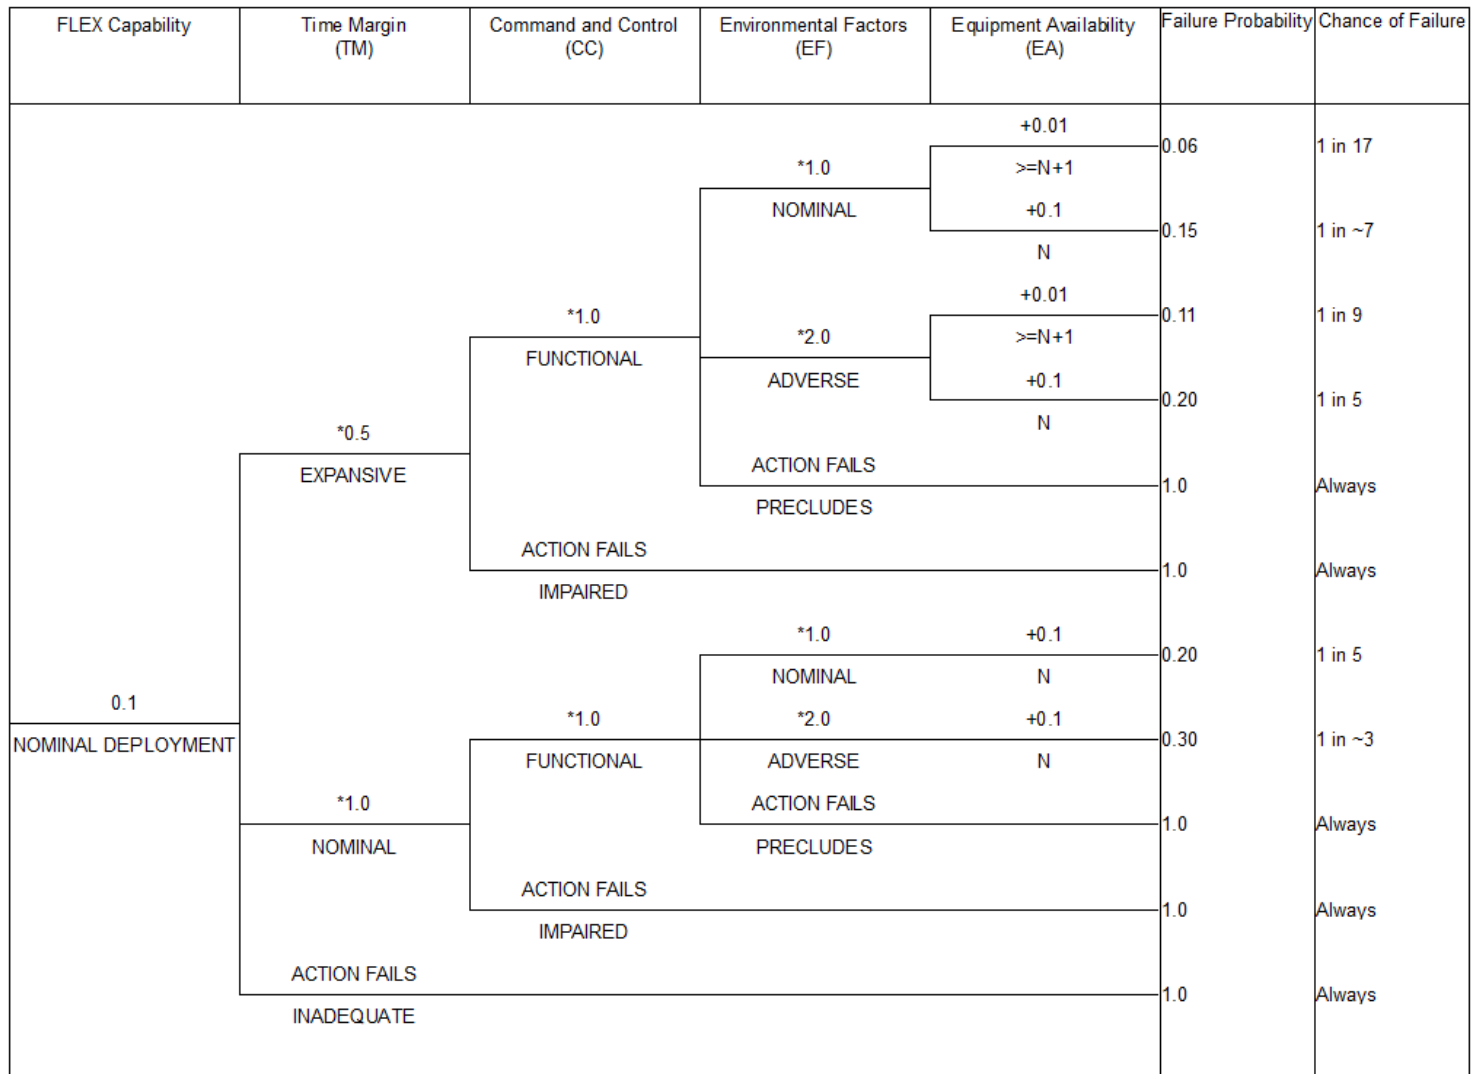 FLEX Capability
Time Margin
(TM)
Command and Control
(CC)
Environmental Factors
(EF)
Equipment Availability
(EA)
Failure Probability
Chance of Failure
+0.01
0.06
1 in 17
*1.0
>=N+1
NOMINAL
+0.1
0.15
1 in ~7
N
+0.01
*1.0
0.11
1 in 9
*2.0
>=N+1
FUNCTIONAL
ADVERSE
+0.1
0.20
1 in 5
N
*0.5
EXPANSIVE
ACTION FAILS
1.0
Always
PRECLUDES
ACTION FAILS
1.0
Always
IMPAIRED
*1.0
+0.1
0.20
1 in 5
NOMINAL
N
0.1
NOMINAL DEPLOYMENT
*1.0
*2.0
+0.1
0.30
1 in ~3
FUNCTIONAL
ADVERSE
N
*1.0
NOMINAL
ACTION FAILS
1.0
Always
PRECLUDES
ACTION FAILS
1.0
Always
IMPAIRED
ACTION FAILS
1.0
Always
INADEQUATE